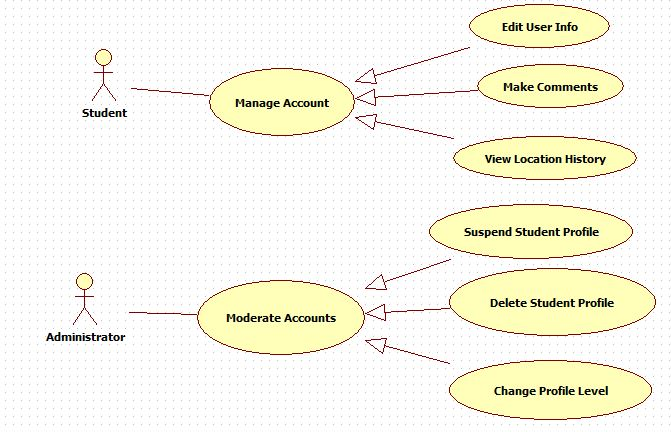 Edit User Info
Make Comments
Manage Account
Student
View Location History
Suspend Student Profile
Delete Student Profile
Moderate Accounts
Administrator
Change Profile Level